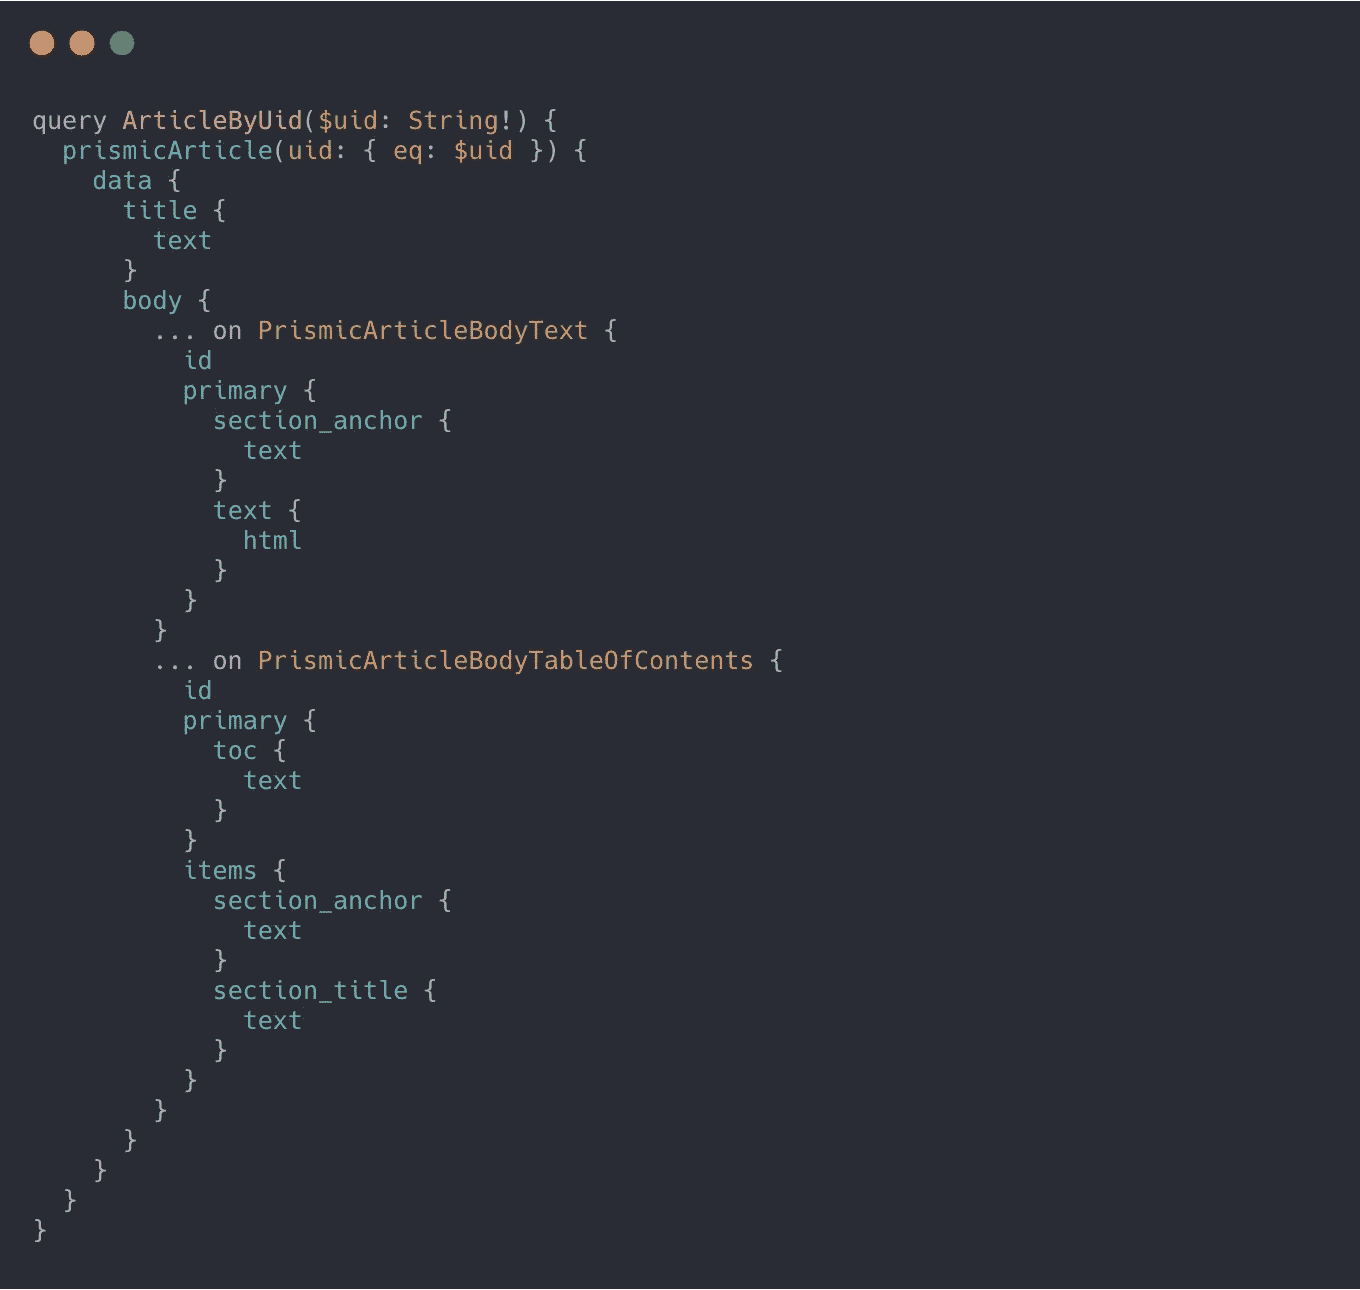 query ArticleByUid($uid: String!) {
  prismicArticle(uid: { eq: $uid }) {
    data {
      title {
        text
      }
      body {
        ... on PrismicArticleBodyText {
          id
          primary {
            section_anchor {
              text
            }
            text {
              html
            }
          }
        }
        ... on PrismicArticleBodyTableOfContents {
          id
          primary {
            toc {
              text
            }
          }
          items {
            section_anchor {
              text
            }
            section_title {
              text
            }
          }
        }
      }
    }
  }
}